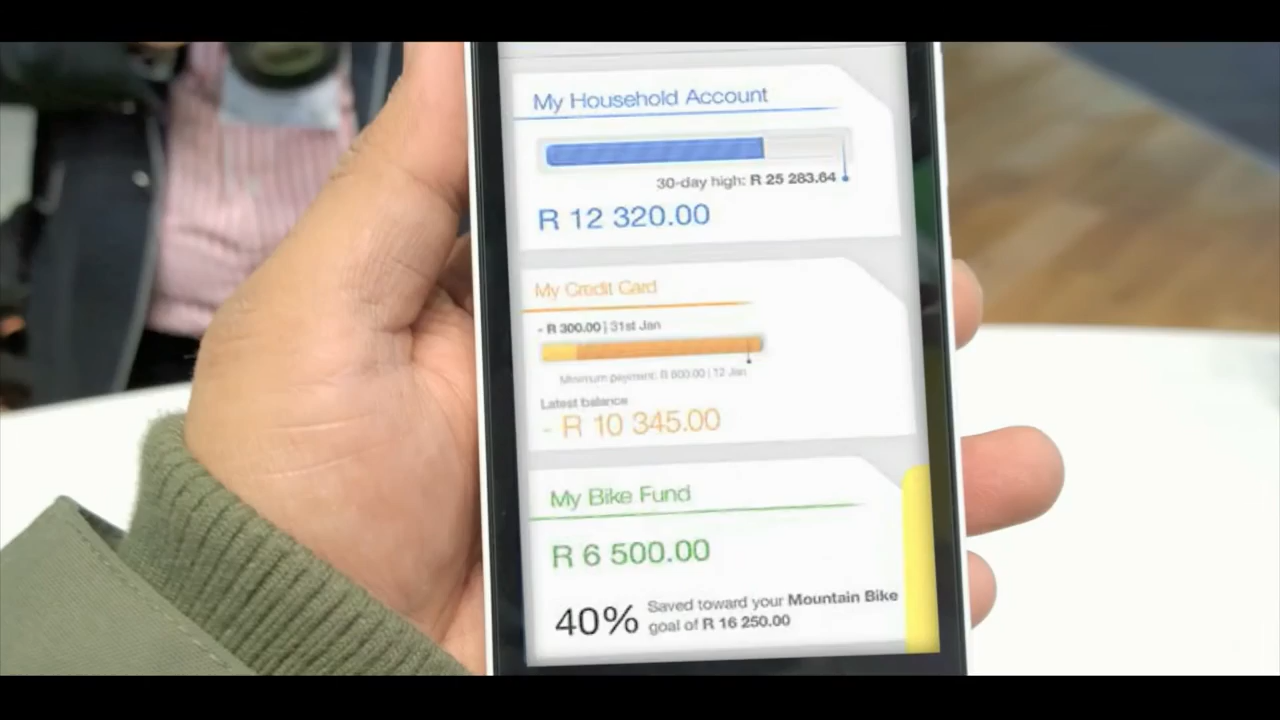 My Household Account
30-day high: R 25 283.64
R 12 320.00
My Credit Card
- R 300.00 | 31st Jan
Minimum payment: R 600.00 | 12 Jan
Latest balance
- R 10 345.00
My Bike Fund
R 6 500.00
40%
Saved toward your Mountain Bike
goal of R 16 250.00